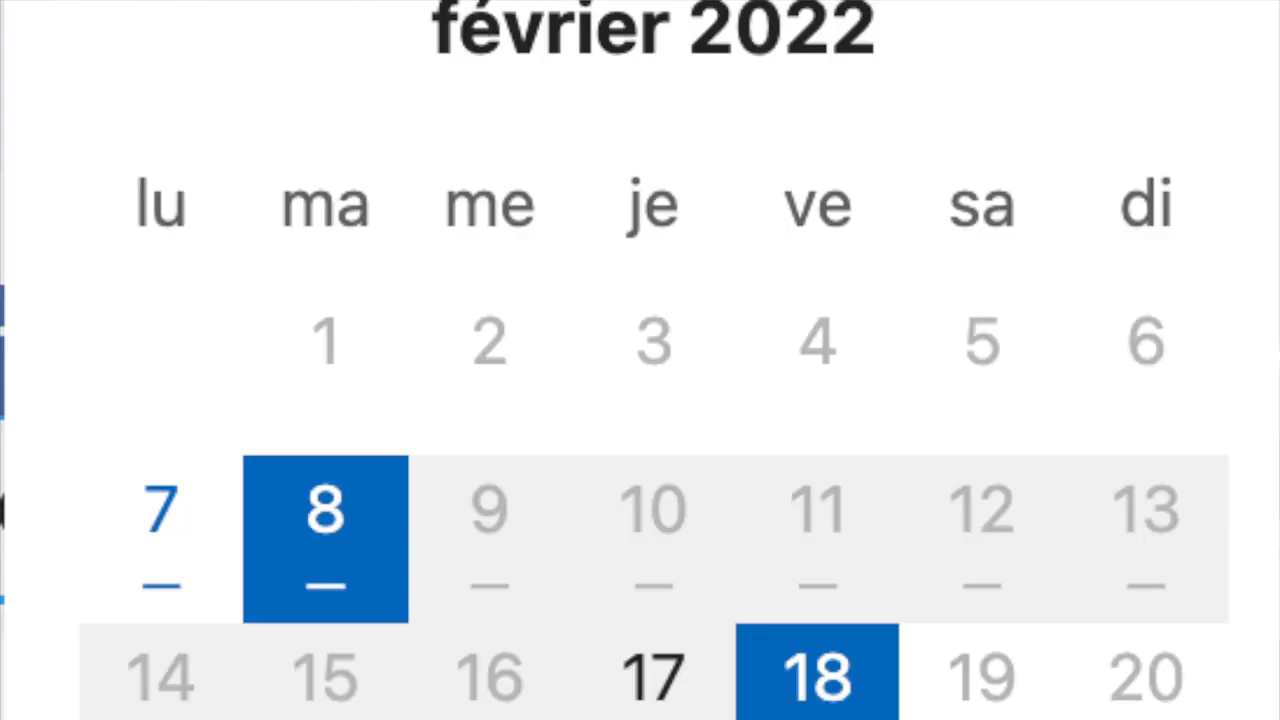 février 2022
lu ma me je ve sa di
1 2 3 4 5 6
7 8 9 10 11 12 13
— — — — — — —
14 15 16 17 18 19 20